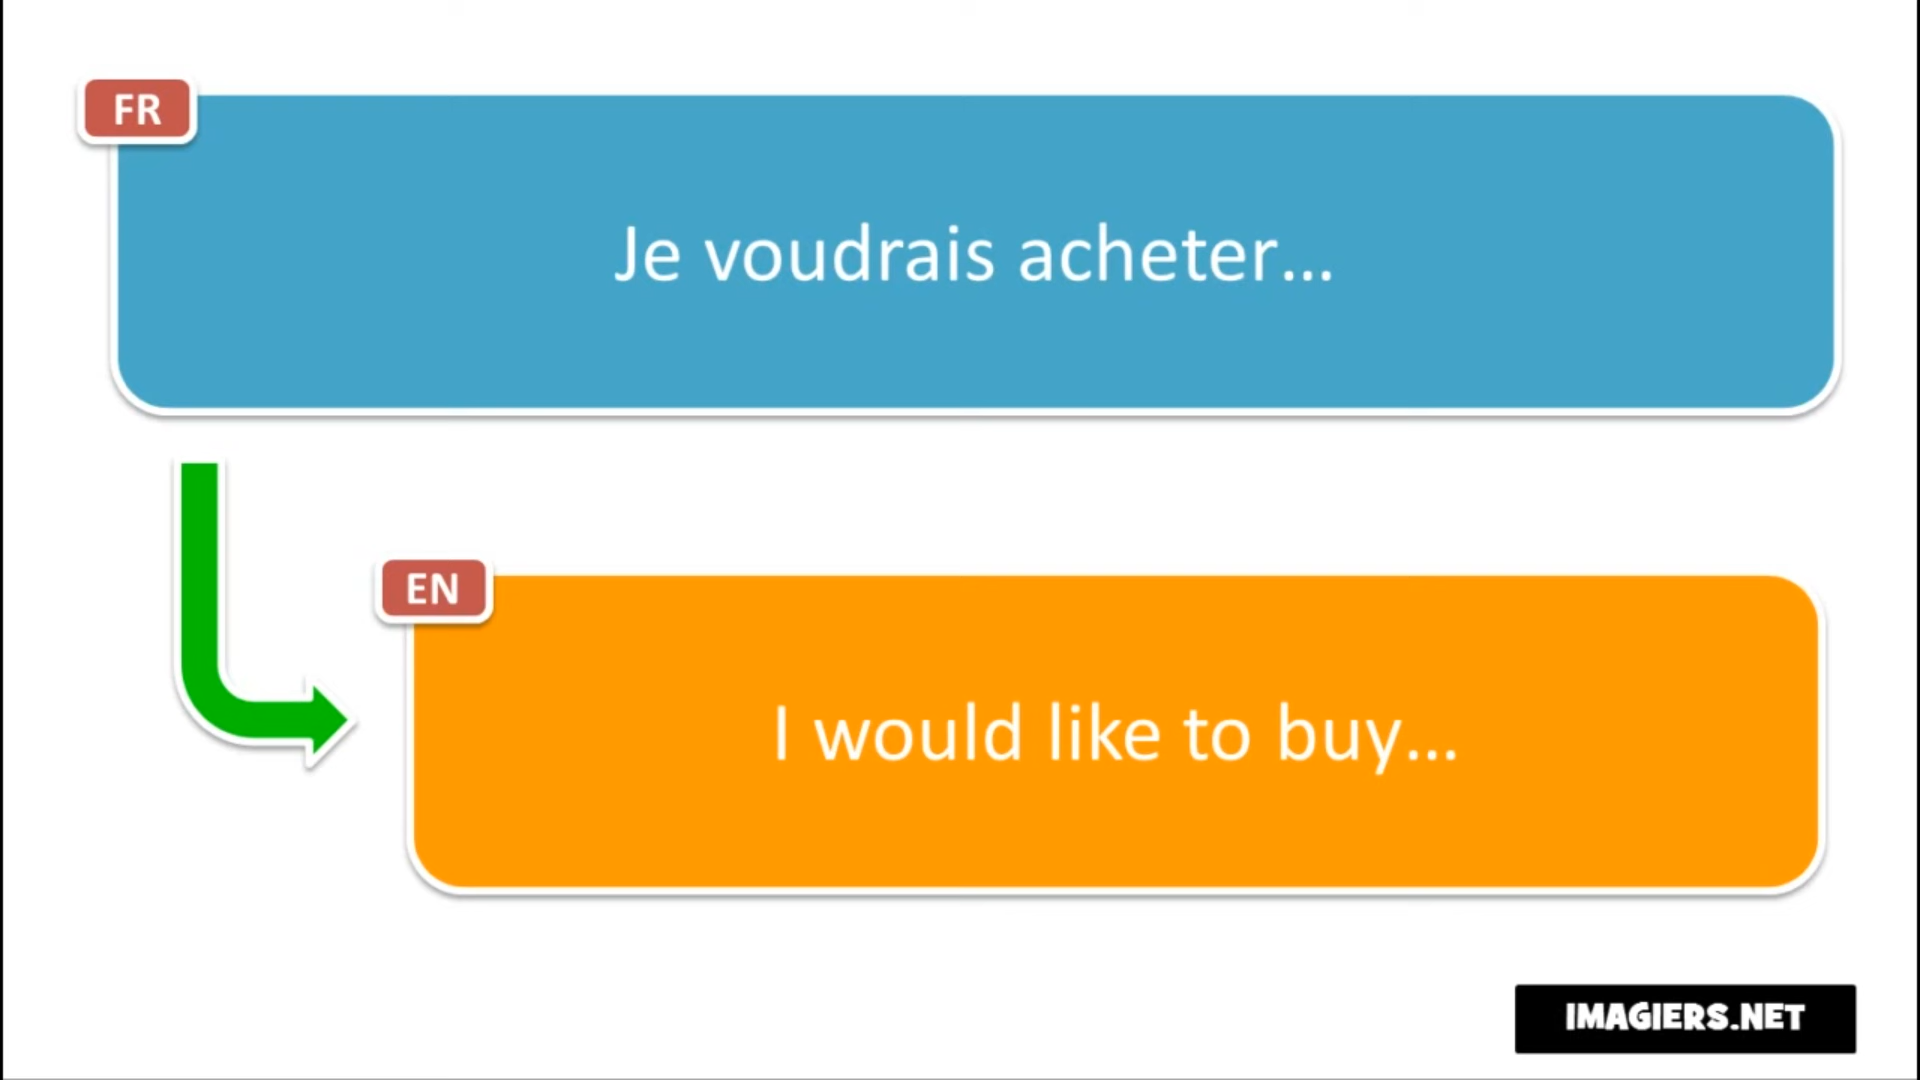 FR
Je voudrais acheter...
EN
I would like to buy...
IMAGIERS.NET